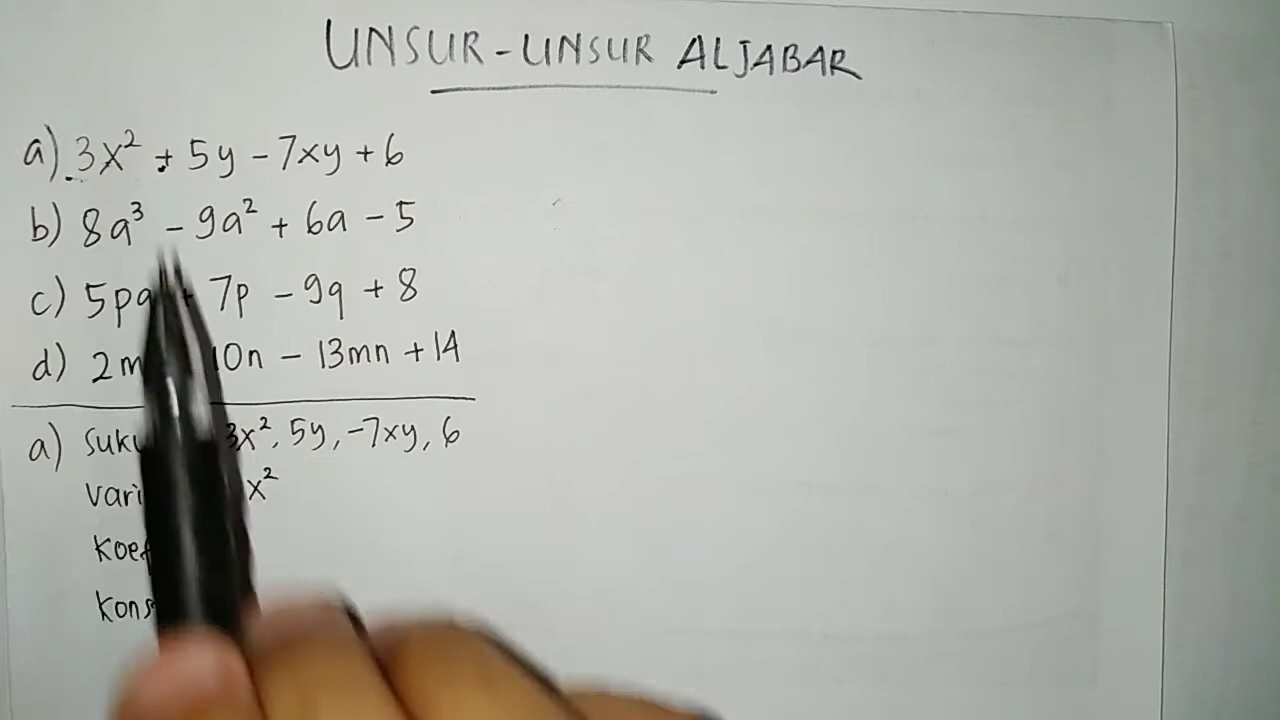 UNSUR-UNSUR ALJABAR
a) 3x² + 5y - 7xy + 6
b) 8a³ - 9a² + 6a - 5
c) 5pq + 7p - 9q + 8
d) 2m 10n - 13mn + 14
a) 3x², 5y, -7xy, 6
x²